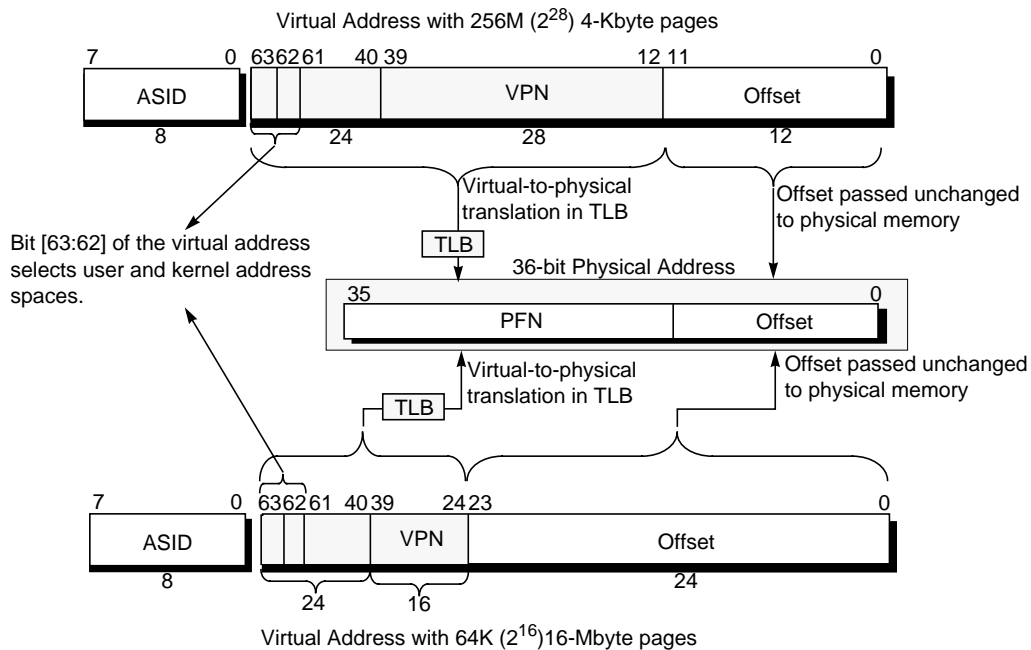 Virtual Address with 256M (2^28) 4-Kbyte pages
7 0 63 62 61 40 39 12 11 0
ASID VPN Offset
8 24 28 12
Virtual-to-physical
translation in TLB
Offset passed unchanged
to physical memory
Bit [63:62] of the virtual address
selects user and kernel address
spaces.
TLB
36-bit Physical Address
35 0
PFN Offset
Virtual-to-physical
translation in TLB
Offset passed unchanged
to physical memory
TLB
7 0 63 62 61 40 39 24 23 0
ASID VPN Offset
8 24 16 24
Virtual Address with 64K (2^16)16-Mbyte pages